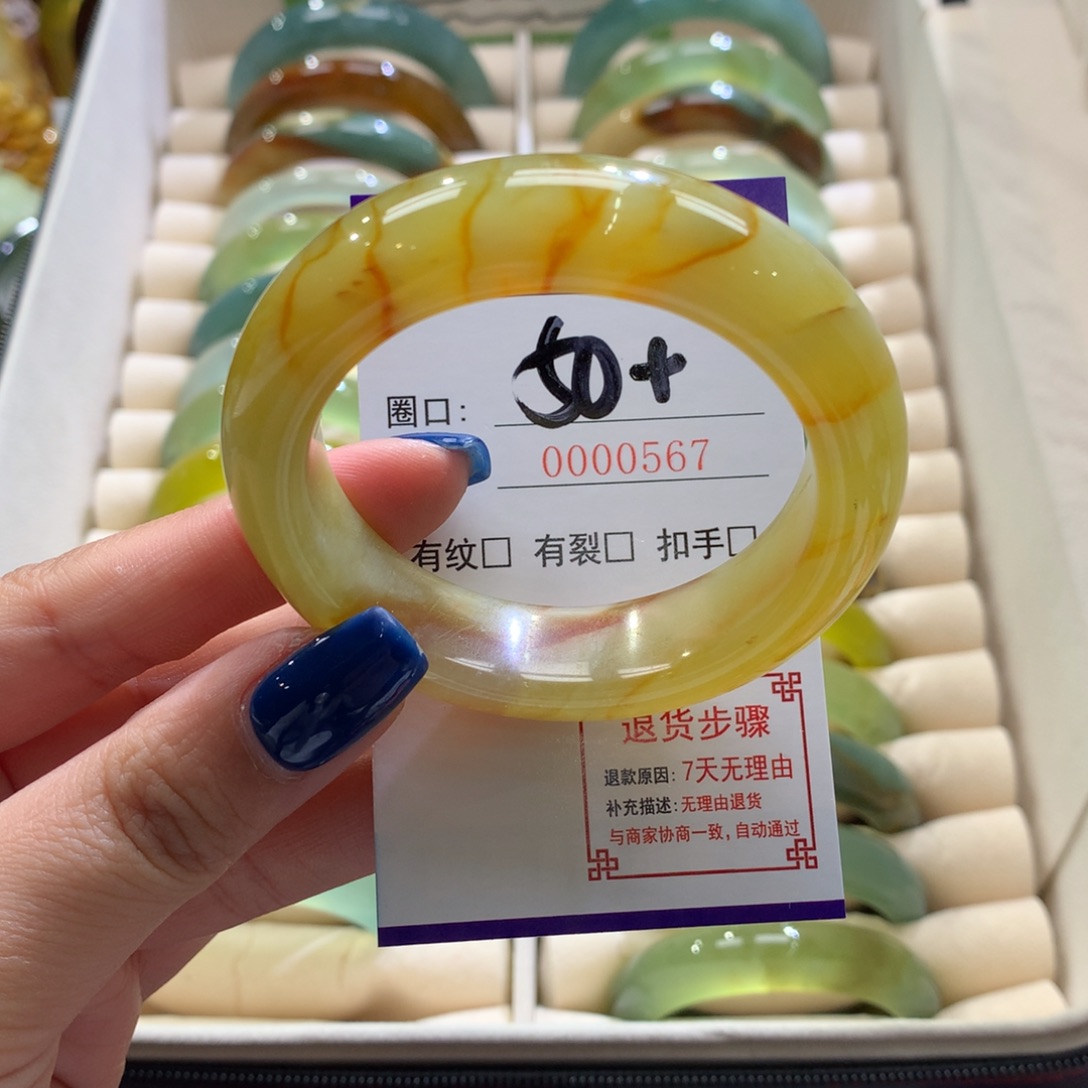 圈口: 50+
0000567
有纹□ 有裂□ 扣手□
退货步骤
退款原因: 7天无理由
补充描述: 无理由退货
与商家协商一致, 自动通过